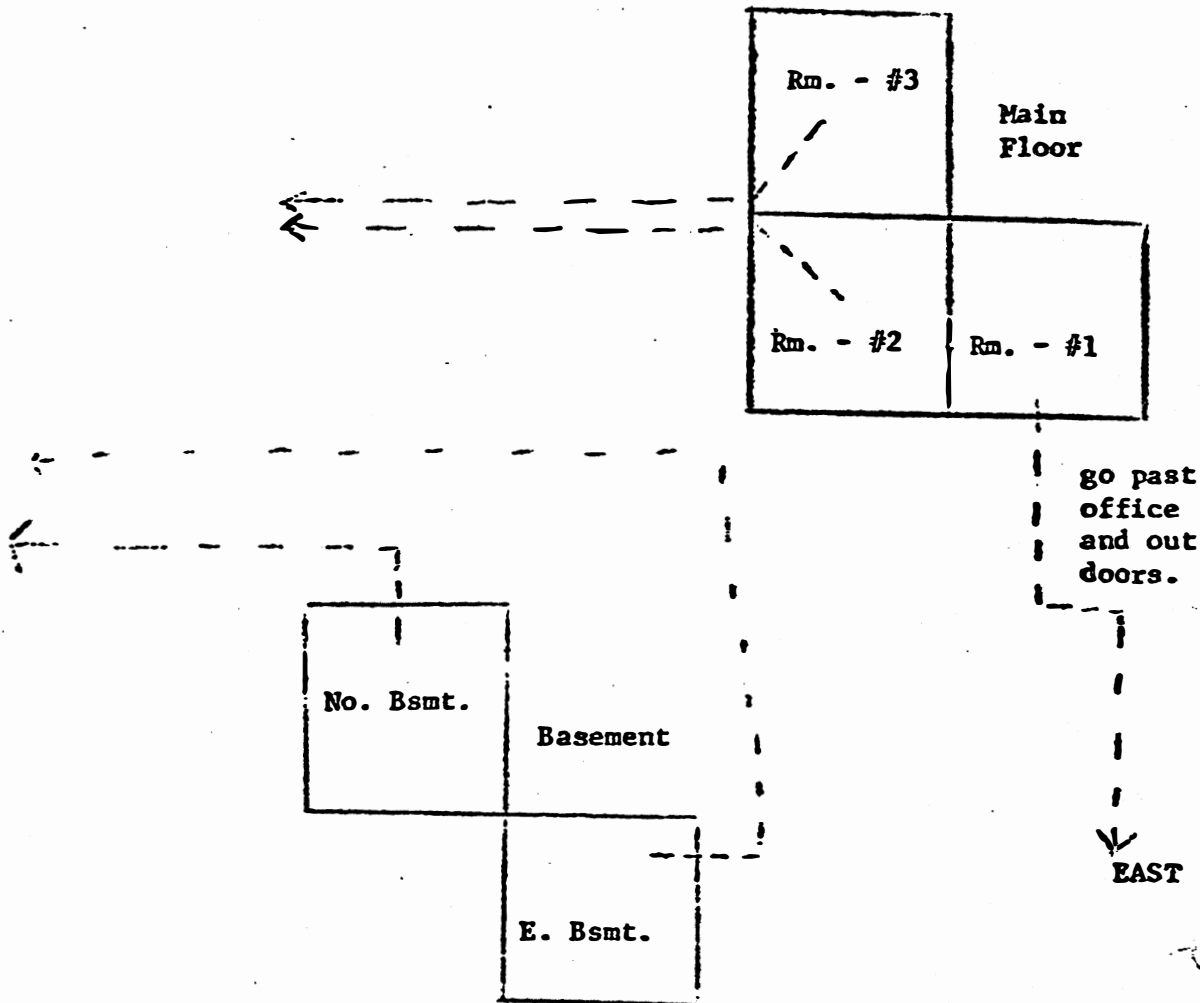 Rm. - #3
Main
Floor
Rm. - #2
Rm. - #1
go past
office
and out
doors.
No. Bsmt.
Basement
EAST
E. Bsmt.